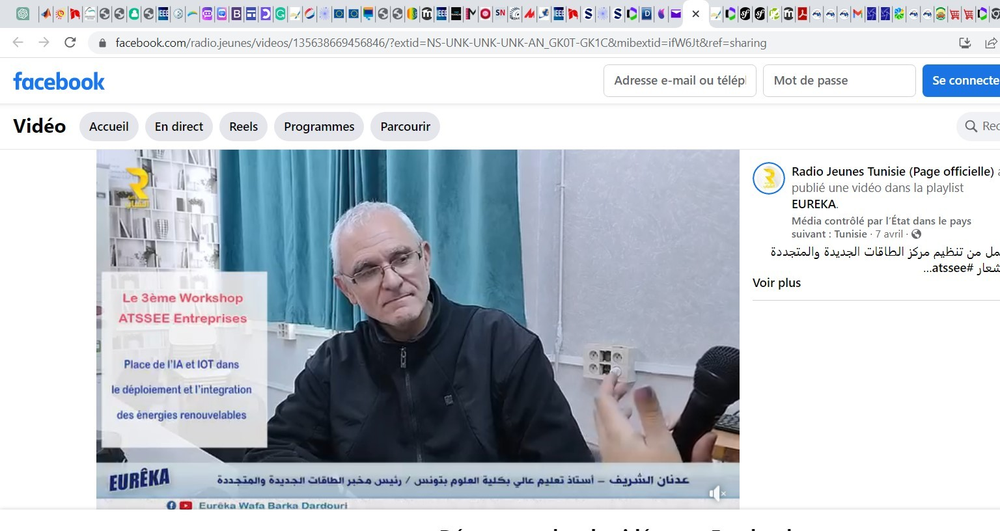 facebook.com/radio.jeunes/videos/135638669456846/?extid=NS-UNK-UNK-UNK-AN_GK0T-GK1C&mibextid=ifW6Jt&ref=sharing
facebook
Adresse e-mail ou télép
Mot de passe
Se connecte
Vidéo
Accueil
En direct
Reels
Programmes
Parcourir
Rec
Le 3ème Workshop
ATSSEE Entreprises
Place de l'IA et IOT dans
le déploiement et l'integration
des énergies renouvelables
EURÊKA
عدنان الشريف – أستاذ تعليم عالي بكلية العلوم بتونس / رئيس مخبر الطاقات الجديدة والمتجددة
Eurêka Wafa Barka Dardouri
Radio Jeunes Tunisie (Page officielle) a
publié une vidéo dans la playlist
EUREKA.
Média contrôlé par l'État dans le pays
suivant : Tunisie · 7 avril ·
مل من تنظيم مركز الطاقات الجديدة والمتجددة
شعار #atssee...
Voir plus